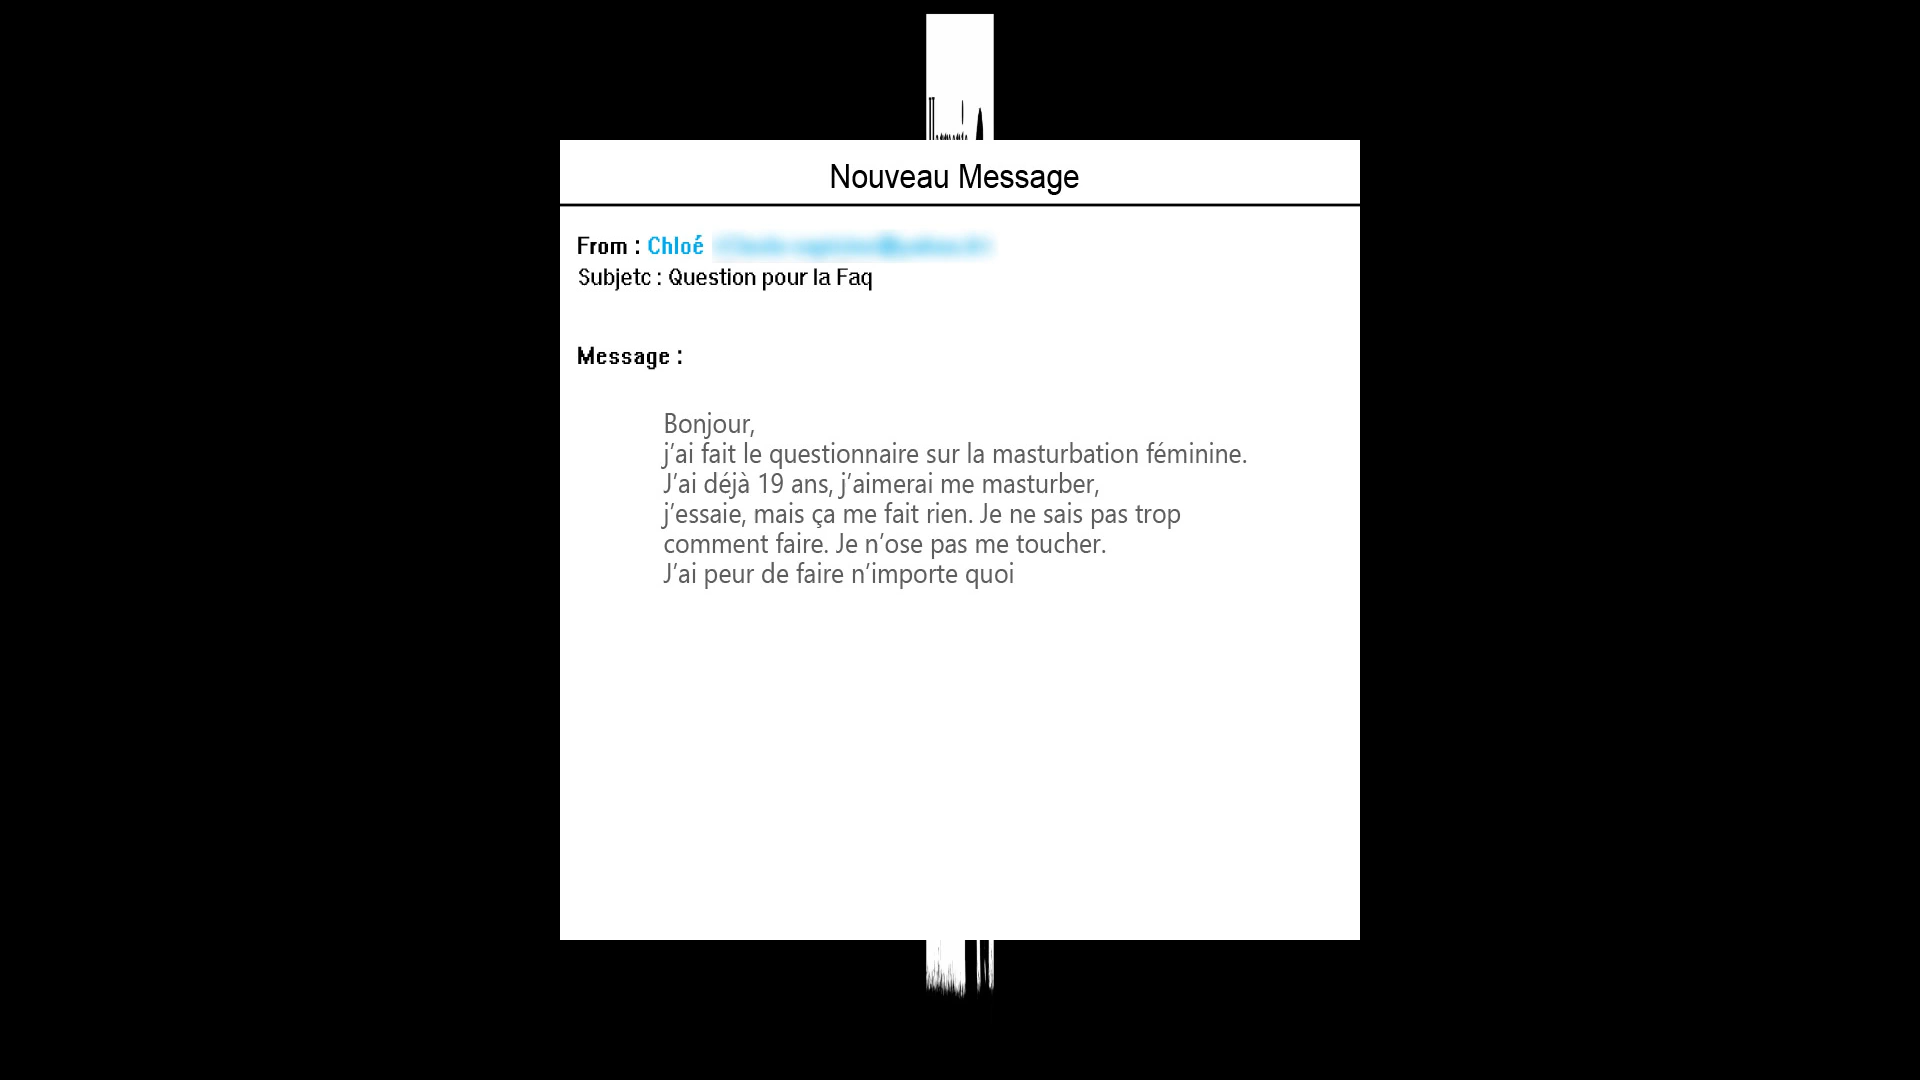 Nouveau Message
From : Chloé
Subjetc : Question pour la Faq
Message :
Bonjour,
j'ai fait le questionnaire sur la masturbation féminine.
J'ai déjà 19 ans, j'aimerai me masturber,
j'essaie, mais ça me fait rien. Je ne sais pas trop
comment faire. Je n'ose pas me toucher.
J'ai peur de faire n'importe quoi